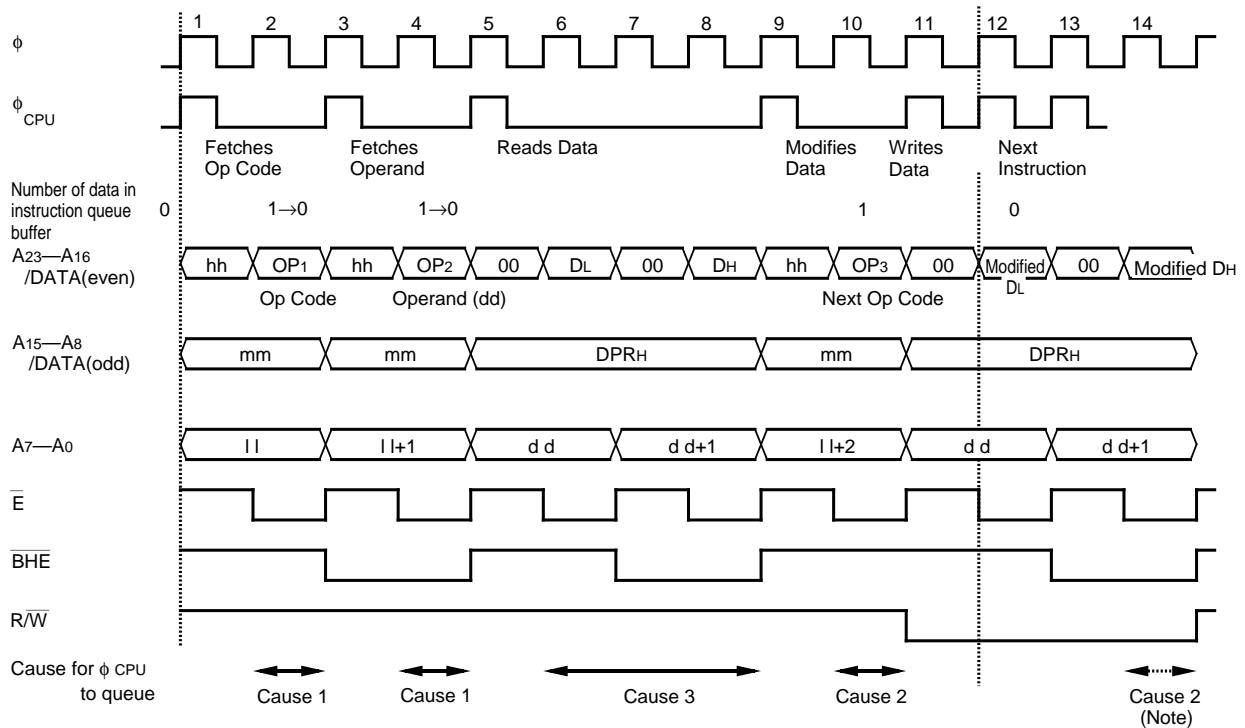 1 2 3 4 5 6 7 8 9 10 11 12 13 14
ϕ
ϕ CPU
Fetches Op Code
Fetches Operand
Reads Data
Modifies Data
Writes Data
Next Instruction
Number of data in instruction queue buffer
0 1→0 1→0 1 0
A23—A16 /DATA(even)
hh OP1 hh OP2 00 DL 00 DH hh OP3 00 Modified DL 00 Modified DH
Op Code Operand (dd) Next Op Code
A15—A8 /DATA(odd)
mm mm DPRH mm DPRH
A7—A0
l l l l+1 d d d d+1 l l+2 d d d d+1
E
BHE
R/W
Cause for ϕ CPU to queue
Cause 1 Cause 1 Cause 3 Cause 2 Cause 2 (Note)